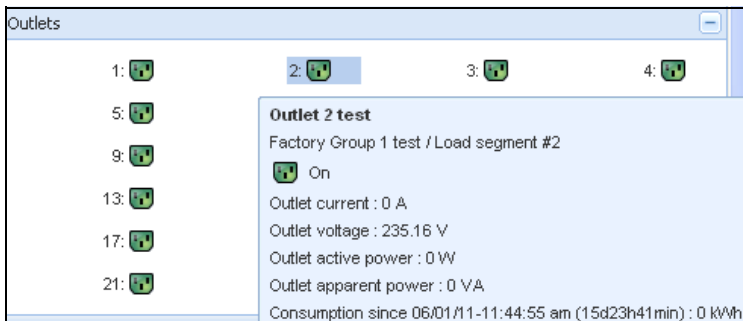 Outlets
1: 2: 3: 4:
5:
9:
13:
17:
21:
Outlet 2 test
Factory Group 1 test / Load segment #2
On
Outlet current : 0 A
Outlet voltage : 235.16 V
Outlet active power : 0 W
Outlet apparent power : 0 VA
Consumption since 06/01/11-11:44:55 am (15d23h41min) : 0 kWh